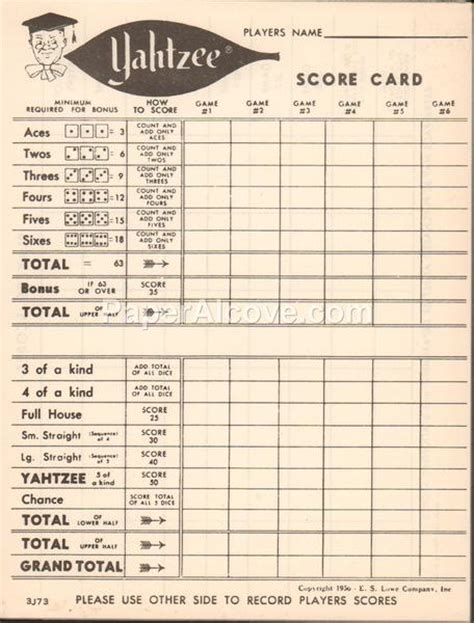 Yahtzee®
PLAYERS NAME
SCORE CARD
MINIMUM REQUIRED FOR BONUS
HOW TO SCORE
GAME #1
GAME #2
GAME #3
GAME #4
GAME #5
GAME #6
Aces = 3 COUNT AND ADD ONLY ACES
Twos = 6 COUNT AND ADD ONLY TWOS
Threes = 9 COUNT AND ADD ONLY THREES
Fours = 12 COUNT AND ADD ONLY FOURS
Fives = 15 COUNT AND ADD ONLY FIVES
Sixes = 18 COUNT AND ADD ONLY SIXES
TOTAL = 63
Bonus IF 63 OR OVER SCORE 35
TOTAL OF UPPER HALF
PaperAlcove.com
3 of a kind ADD TOTAL OF ALL DICE
4 of a kind ADD TOTAL OF ALL DICE
Full House SCORE 25
Sm. Straight (Sequence of 4) SCORE 30
Lg. Straight (Sequence of 5) SCORE 40
YAHTZEE 5 of a kind SCORE 50
Chance SCORE TOTAL OF ALL 5 DICE
TOTAL OF LOWER HALF
TOTAL OF UPPER HALF
GRAND TOTAL
Copyright 1956 - E. S. Lowe Company, Inc
3J73 PLEASE USE OTHER SIDE TO RECORD PLAYERS SCORES